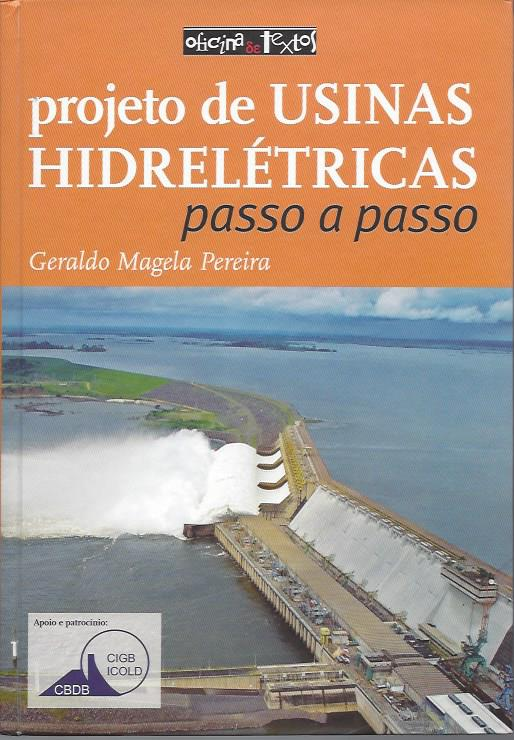 oficina de textos
projeto de USINAS
HIDRELÉTRICAS
passo a passo
Geraldo Magela Pereira
Apoio e patrocínio:
CIGB
ICOLD
CBDB